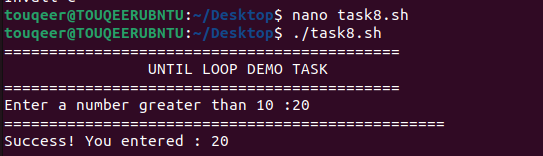 touqeer@TOUQEERUBNTU:~/Desktop$ nano task8.sh
touqeer@TOUQEERUBNTU:~/Desktop$ ./task8.sh
============================================
UNTIL LOOP DEMO TASK
============================================
Enter a number greater than 10 :20
=================================================
Success! You entered : 20